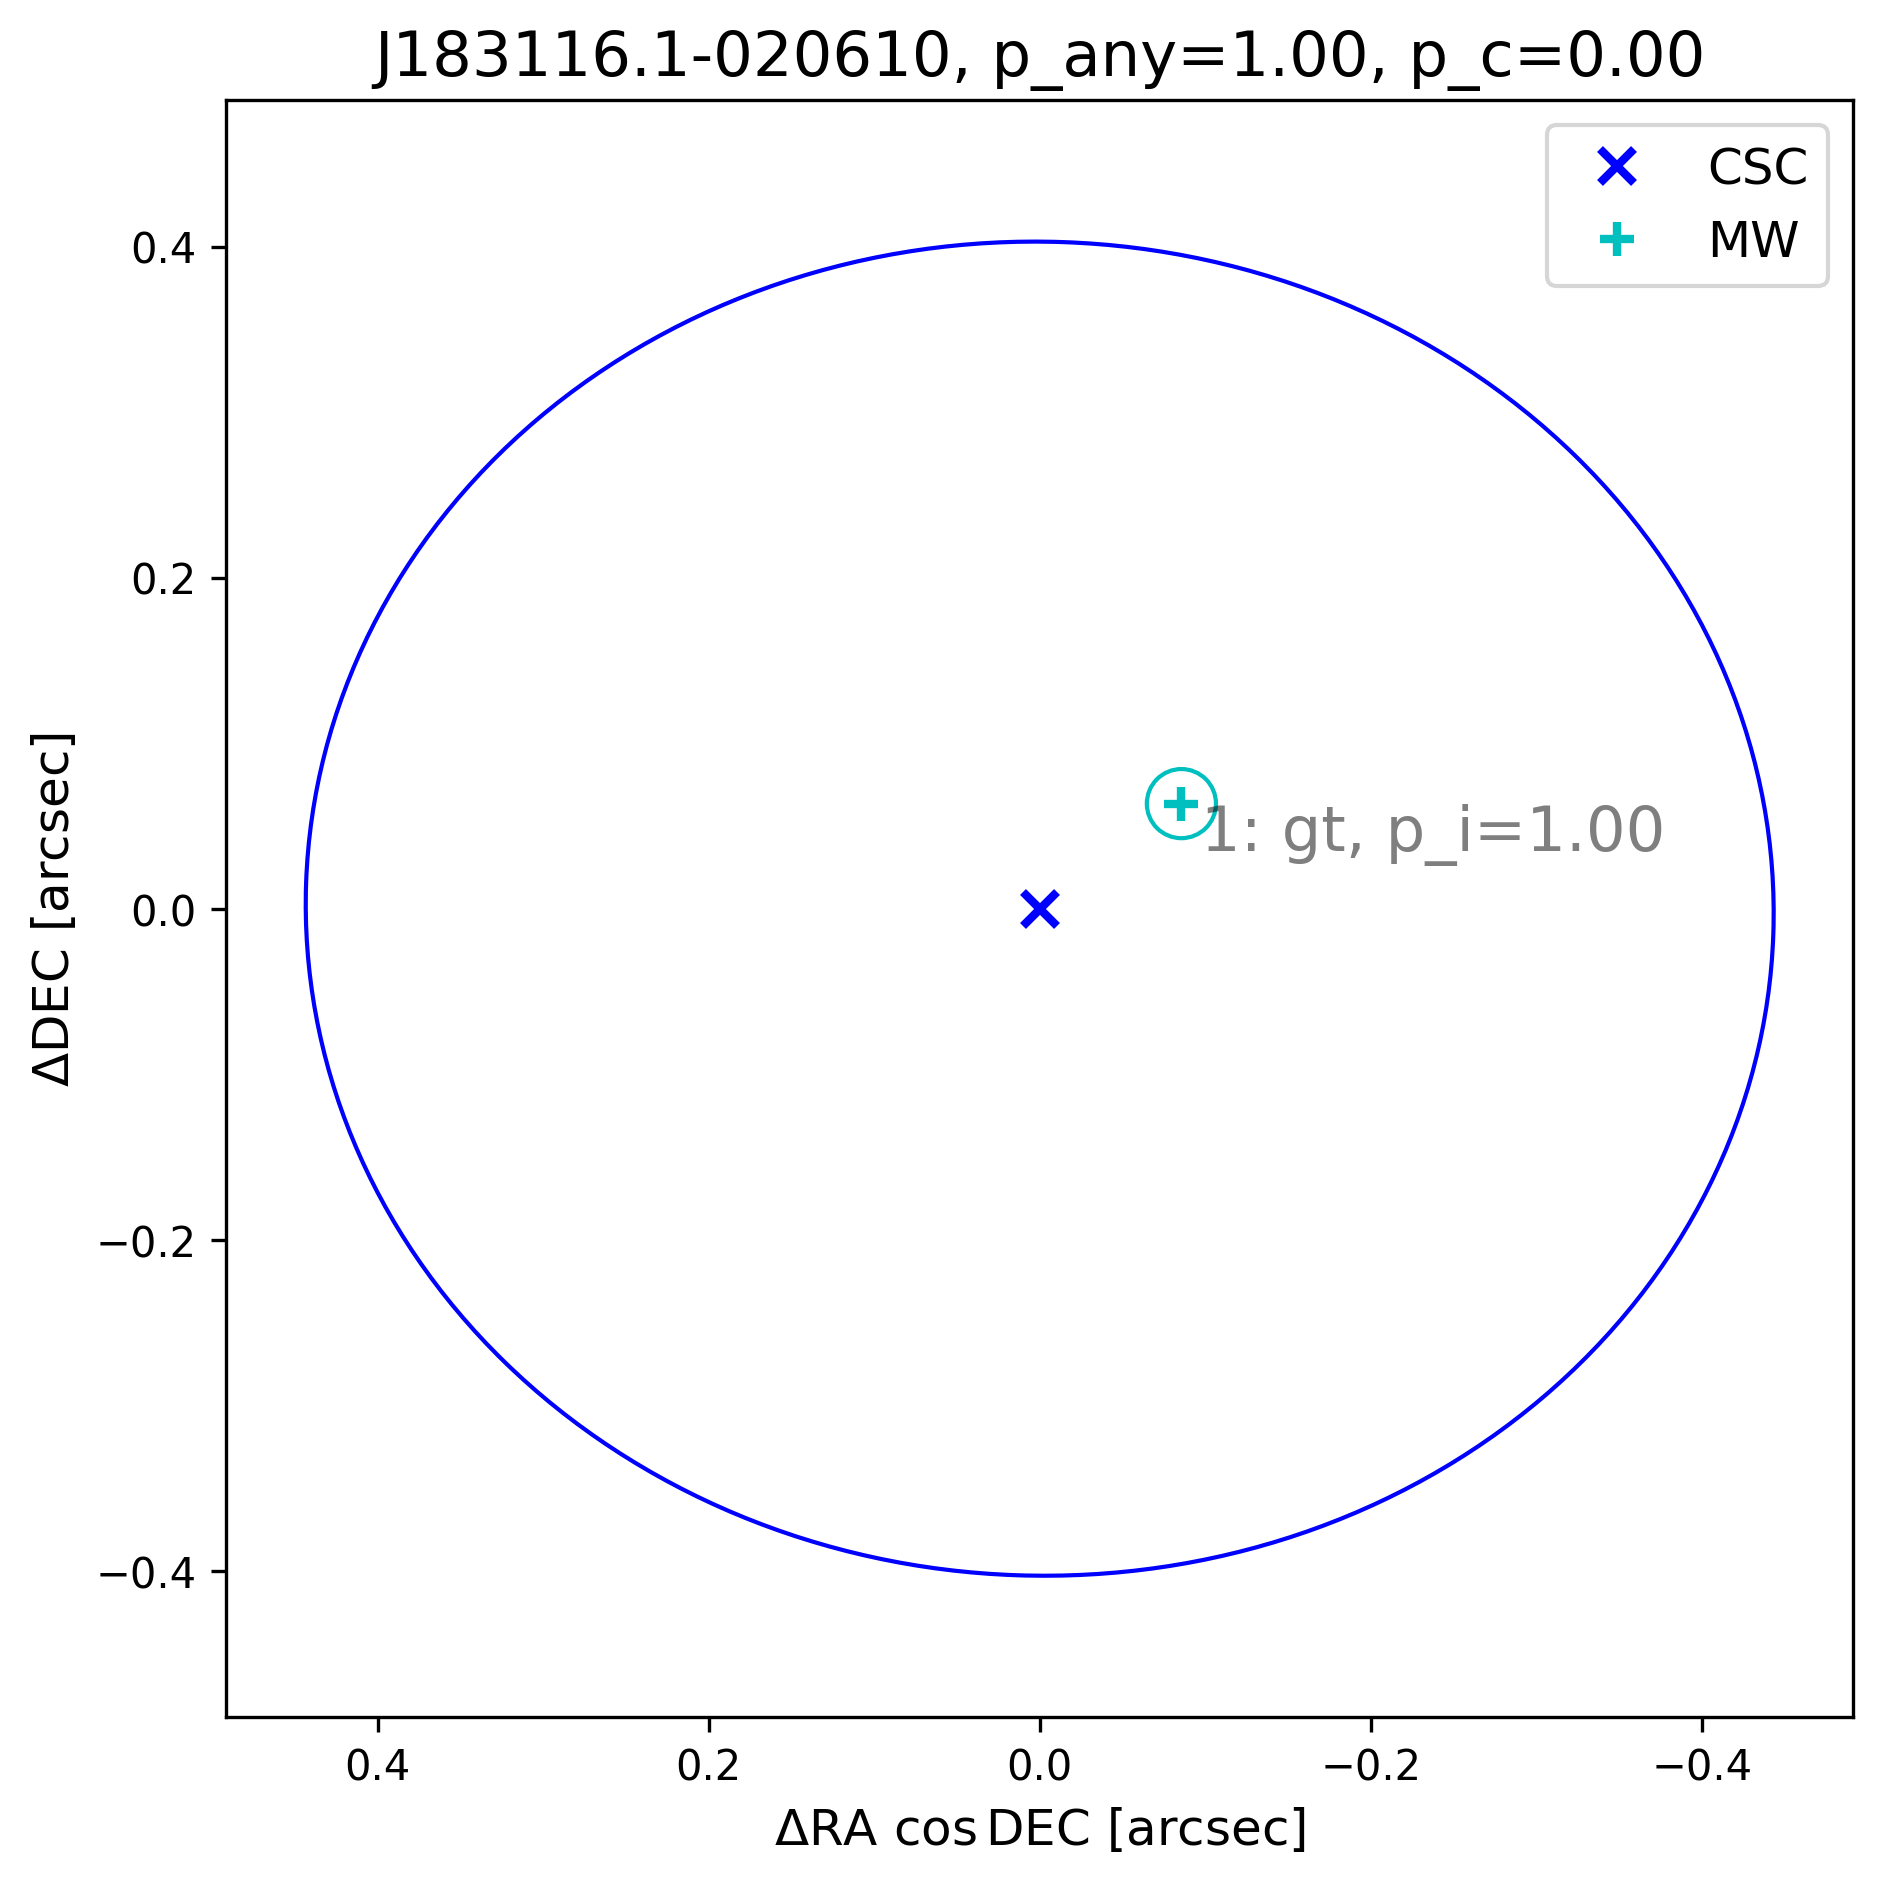 J183116.1-020610, p_any=1.00, p_c=0.00
CSC
MW
0.4
0.2
0.0
−0.2
−0.4
ΔDEC [arcsec]
1: gt, p_i=1.00
0.4
0.2
0.0
−0.2
−0.4
ΔRA cos DEC [arcsec]